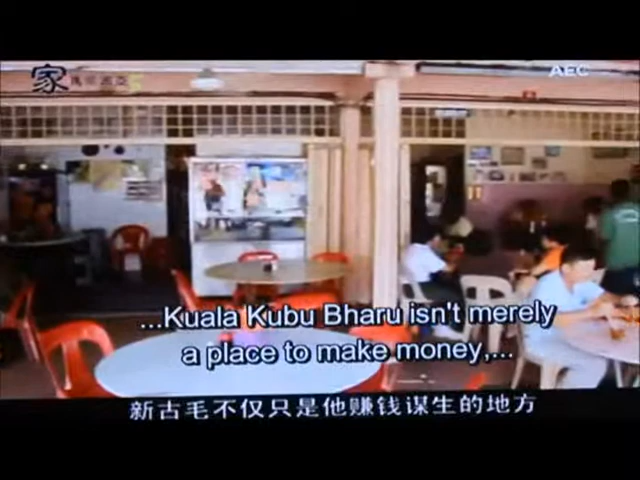 家
AEC
...Kuala Kubu Bharu isn't merely
a place to make money,...
新古毛不仅只是他赚钱谋生的地方